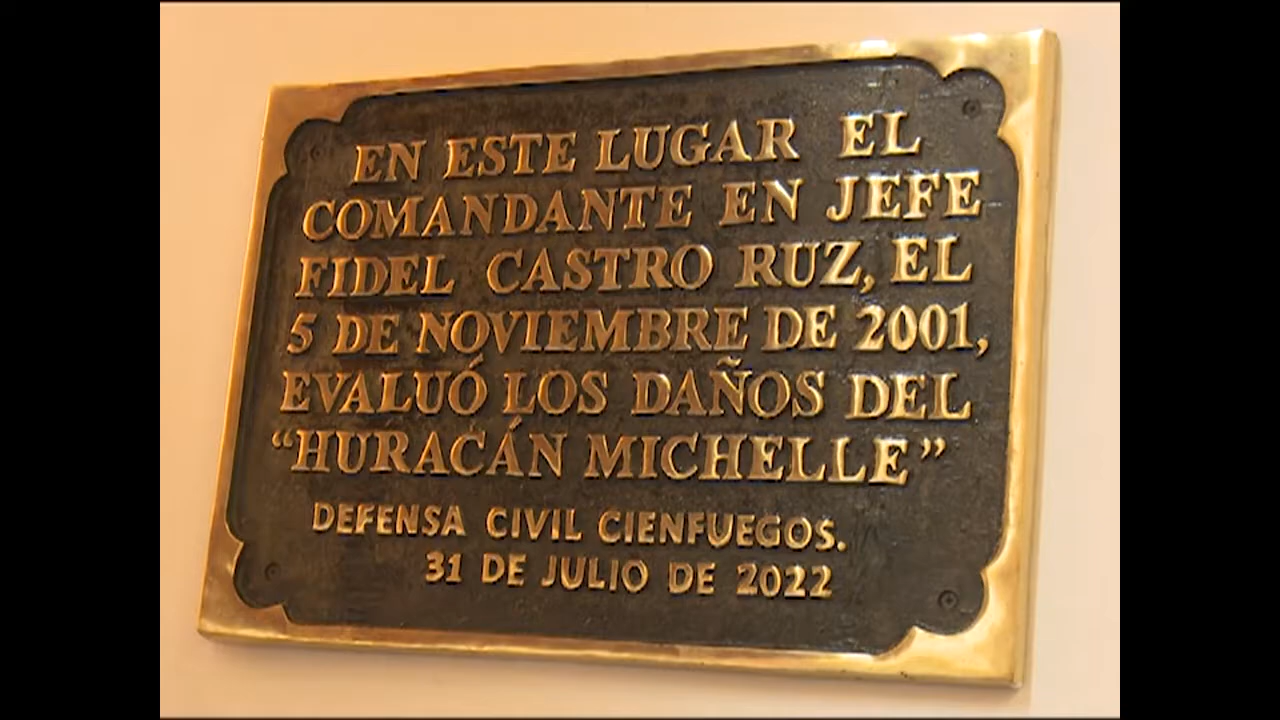 EN ESTE LUGAR EL
COMANDANTE EN JEFE
FIDEL CASTRO RUZ, EL
5 DE NOVIEMBRE DE 2001,
EVALUÓ LOS DAÑOS DEL
“HURACÁN MICHELLE”
DEFENSA CIVIL CIENFUEGOS.
31 DE JULIO DE 2022